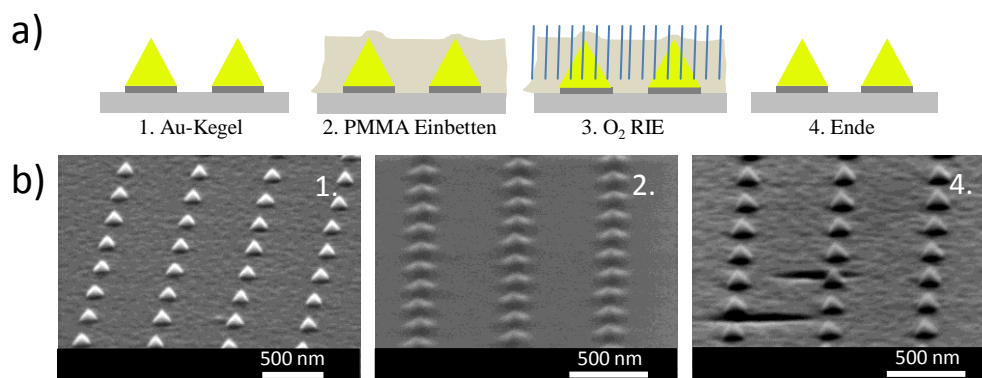 a)
1. Au-Kegel
2. PMMA Einbetten
3. O₂ RIE
4. Ende
b)
1.
2.
4.
500 nm
500 nm
500 nm